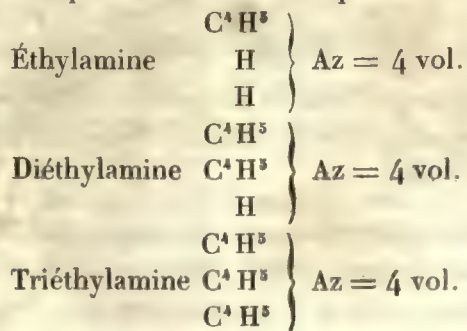 C⁴H⁵
Éthylamine H } Az = 4 vol.
H
C⁴H⁵
Diéthylamine C⁴H⁵ } Az = 4 vol.
H
C⁴H⁵
Triéthylamine C⁴H⁵ } Az = 4 vol.
C⁴H⁵